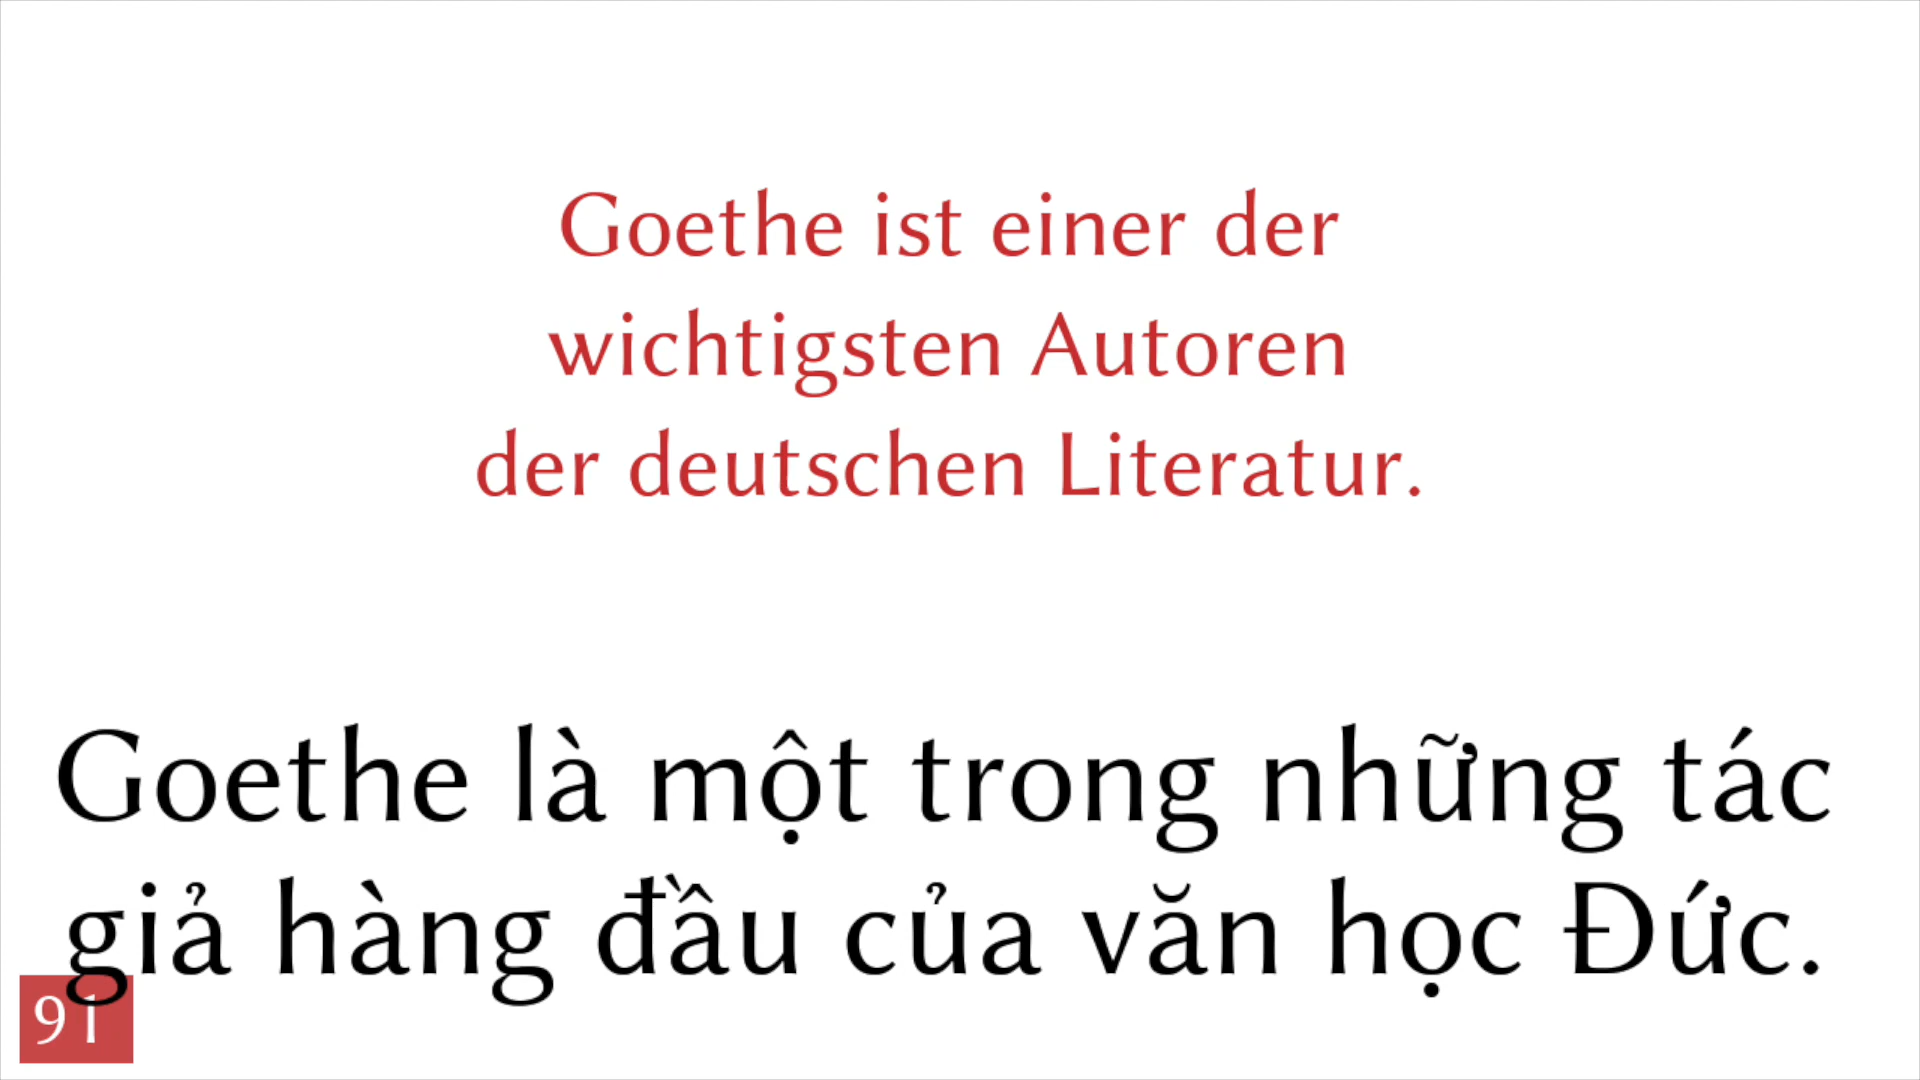 Goethe ist einer der
wichtigsten Autoren
der deutschen Literatur.
Goethe là một trong những tác
giả hàng đầu của văn học Đức.
91